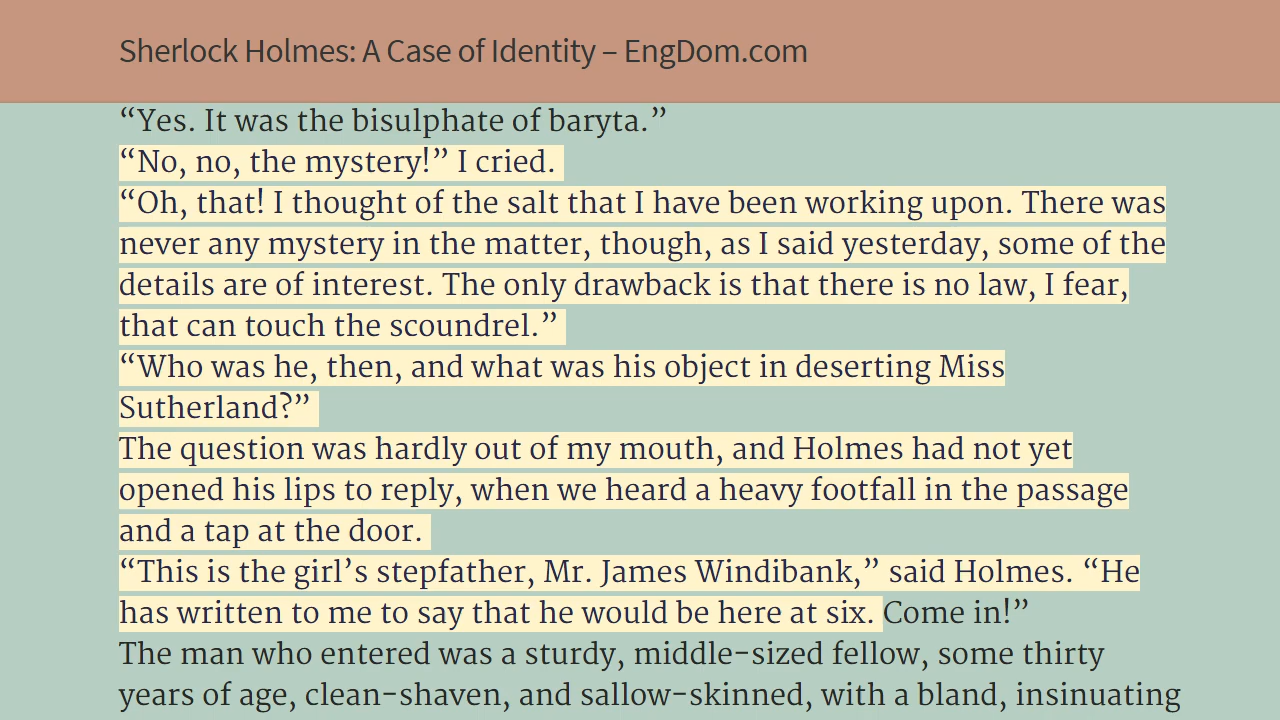 Sherlock Holmes: A Case of Identity – EngDom.com
“Yes. It was the bisulphate of baryta.”
“No, no, the mystery!” I cried.
“Oh, that! I thought of the salt that I have been working upon. There was
never any mystery in the matter, though, as I said yesterday, some of the
details are of interest. The only drawback is that there is no law, I fear,
that can touch the scoundrel.”
“Who was he, then, and what was his object in deserting Miss
Sutherland?”
The question was hardly out of my mouth, and Holmes had not yet
opened his lips to reply, when we heard a heavy footfall in the passage
and a tap at the door.
“This is the girl’s stepfather, Mr. James Windibank,” said Holmes. “He
has written to me to say that he would be here at six. Come in!”
The man who entered was a sturdy, middle-sized fellow, some thirty
years of age, clean-shaven, and sallow-skinned, with a bland, insinuating